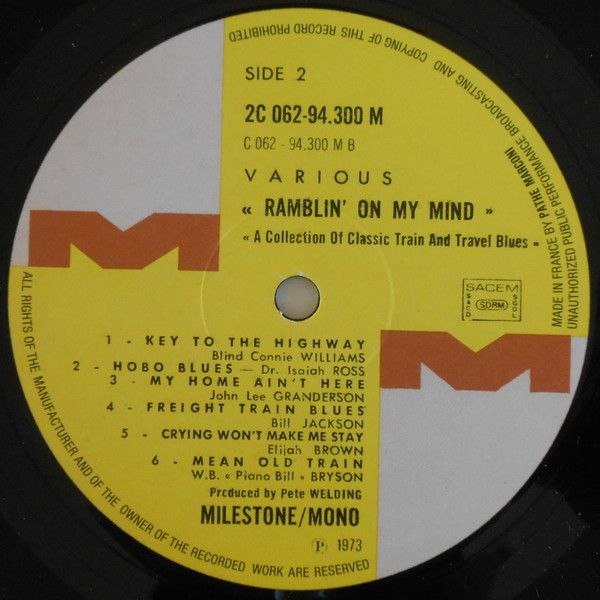 SIDE 2
2C 062-94.300 M
C 062 - 94.300 M B
VARIOUS
« RAMBLIN' ON MY MIND »
« A Collection Of Classic Train And Travel Blues »
SACEM
SACD
SDRM
SGDL
1 - KEY TO THE HIGHWAY
Blind Connie WILLIAMS
2 - HOBO BLUES — Dr. Isaiah ROSS
3 - MY HOME AIN'T HERE
John Lee GRANDERSON
4 - FREIGHT TRAIN BLUES
Bill JACKSON
5 - CRYING WON'T MAKE ME STAY
Elijah BROWN
6 - MEAN OLD TRAIN
W.B. « Piano Bill » BRYSON
Produced by Pete WELDING
MILESTONE/MONO
Ⓟ 1973
ALL RIGHTS OF THE MANUFACTURER AND OF THE OWNER OF THE RECORDED WORK ARE RESERVED
MADE IN FRANCE BY PATHE MARCONI
UNAUTHORIZED PUBLIC PERFORMANCE BROADCASTING AND COPYING OF THIS RECORD PROHIBITED